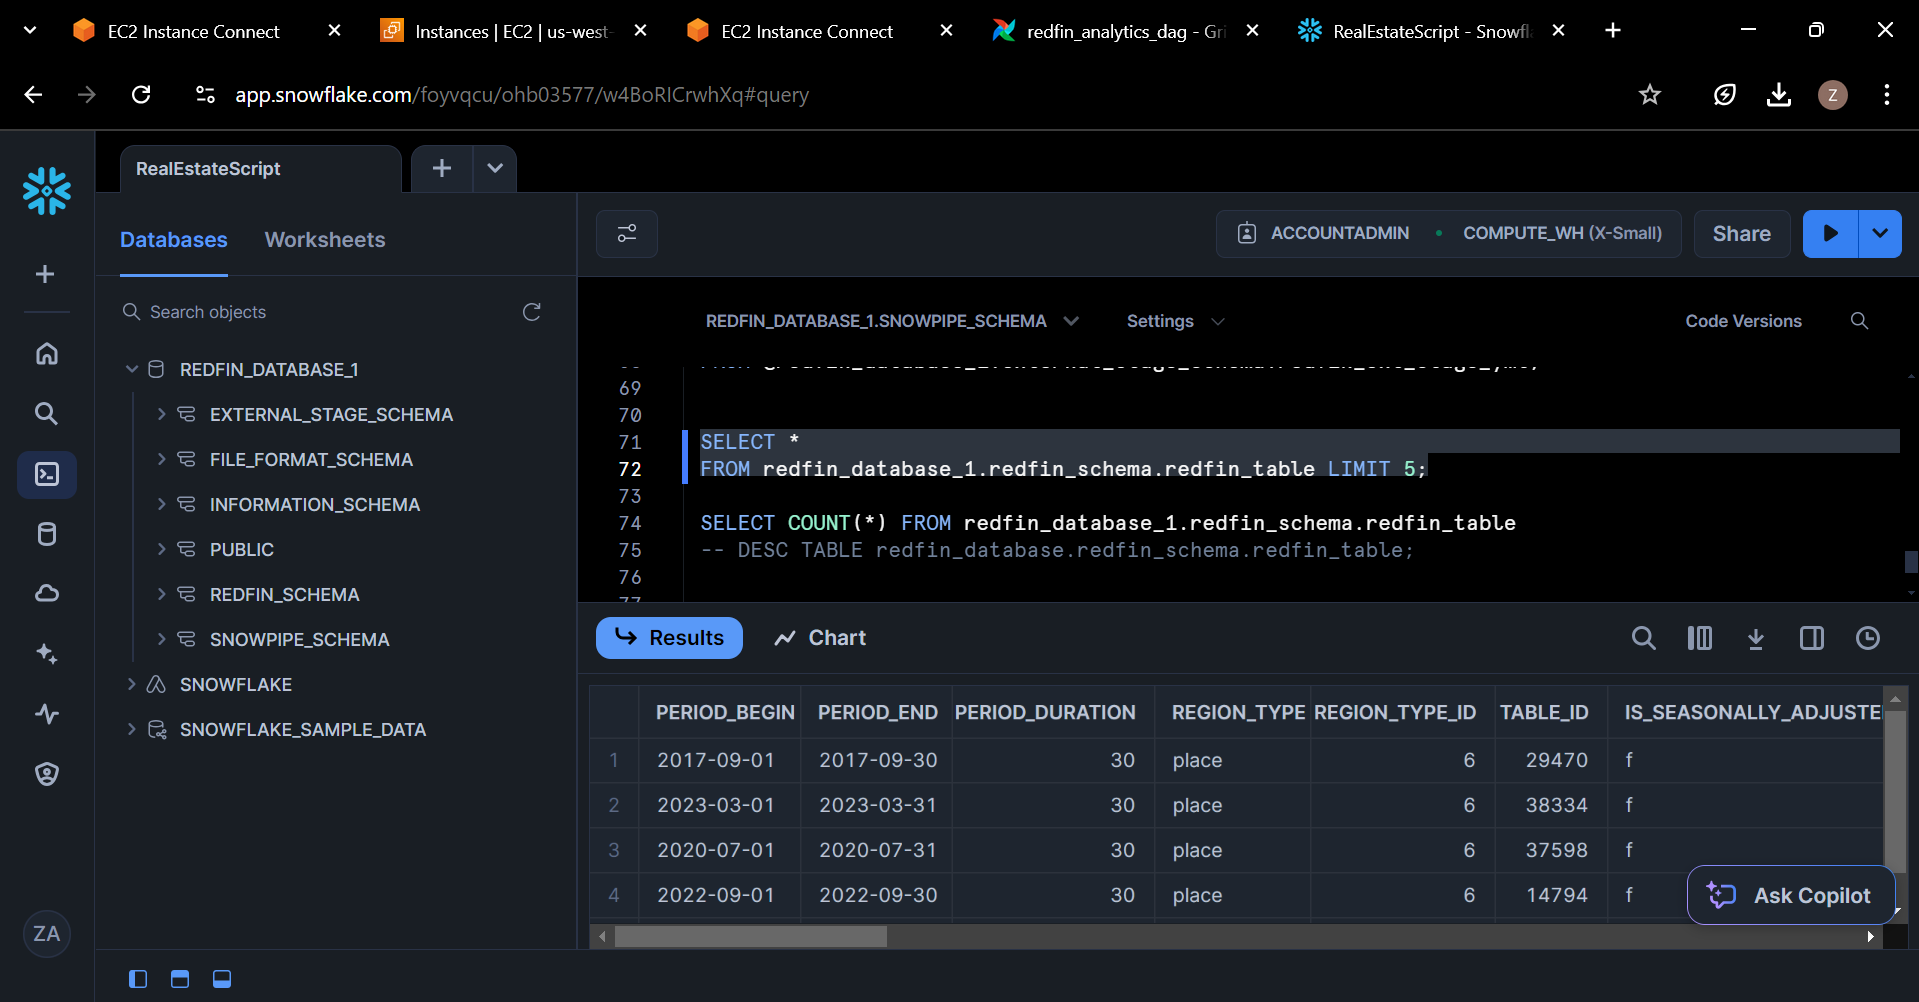 EC2 Instance Connect
Instances | EC2 | us-west-
EC2 Instance Connect
redfin_analytics_dag - Gri
RealEstateScript - Snowfl
app.snowflake.com/foyvqcu/ohb03577/w4BoRlCrwhXq#query
Z
RealEstateScript
Databases
Worksheets
ACCOUNTADMIN
COMPUTE_WH (X-Small)
Share
Search objects
REDFIN_DATABASE_1
EXTERNAL_STAGE_SCHEMA
FILE_FORMAT_SCHEMA
INFORMATION_SCHEMA
PUBLIC
REDFIN_SCHEMA
SNOWPIPE_SCHEMA
SNOWFLAKE
SNOWFLAKE_SAMPLE_DATA
ZA
REDFIN_DATABASE_1.SNOWPIPE_SCHEMA
Settings
Code Versions
69
70
71 SELECT *
72 FROM redfin_database_1.redfin_schema.redfin_table LIMIT 5;
73
74 SELECT COUNT(*) FROM redfin_database_1.redfin_schema.redfin_table
75 -- DESC TABLE redfin_database.redfin_schema.redfin_table;
76
77
Results
Chart
PERIOD_BEGIN PERIOD_END PERIOD_DURATION REGION_TYPE REGION_TYPE_ID TABLE_ID IS_SEASONALLY_ADJUSTE
1 2017-09-01 2017-09-30 30 place 6 29470 f
2 2023-03-01 2023-03-31 30 place 6 38334 f
3 2020-07-01 2020-07-31 30 place 6 37598 f
4 2022-09-01 2022-09-30 30 place 6 14794 f
Ask Copilot